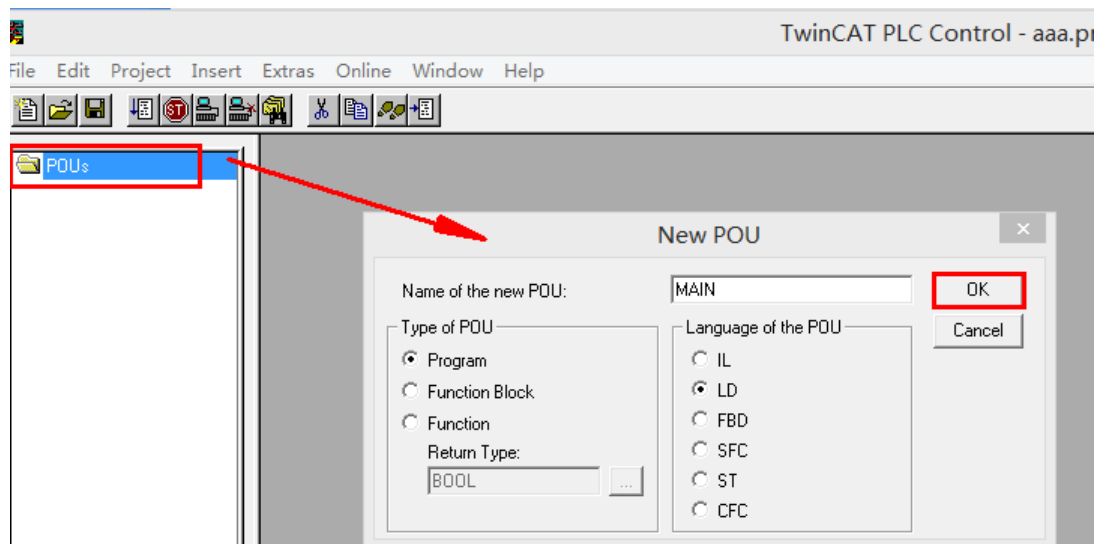 TwinCAT PLC Control - aaa.pr
File Edit Project Insert Extras Online Window Help
POUs
New POU
Name of the new POU:
MAIN
OK
Cancel
Type of POU
Program
Function Block
Function
Return Type:
BOOL
...
Language of the POU
IL
LD
FBD
SFC
ST
CFC